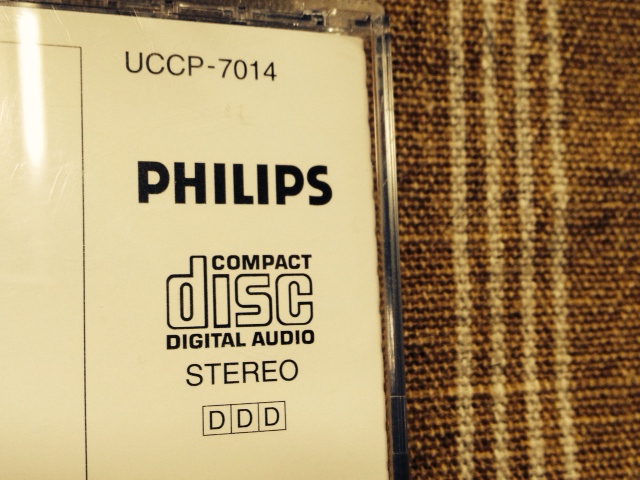 UCCP-7014
PHILIPS
COMPACT
disc
DIGITAL AUDIO
STEREO
DDD